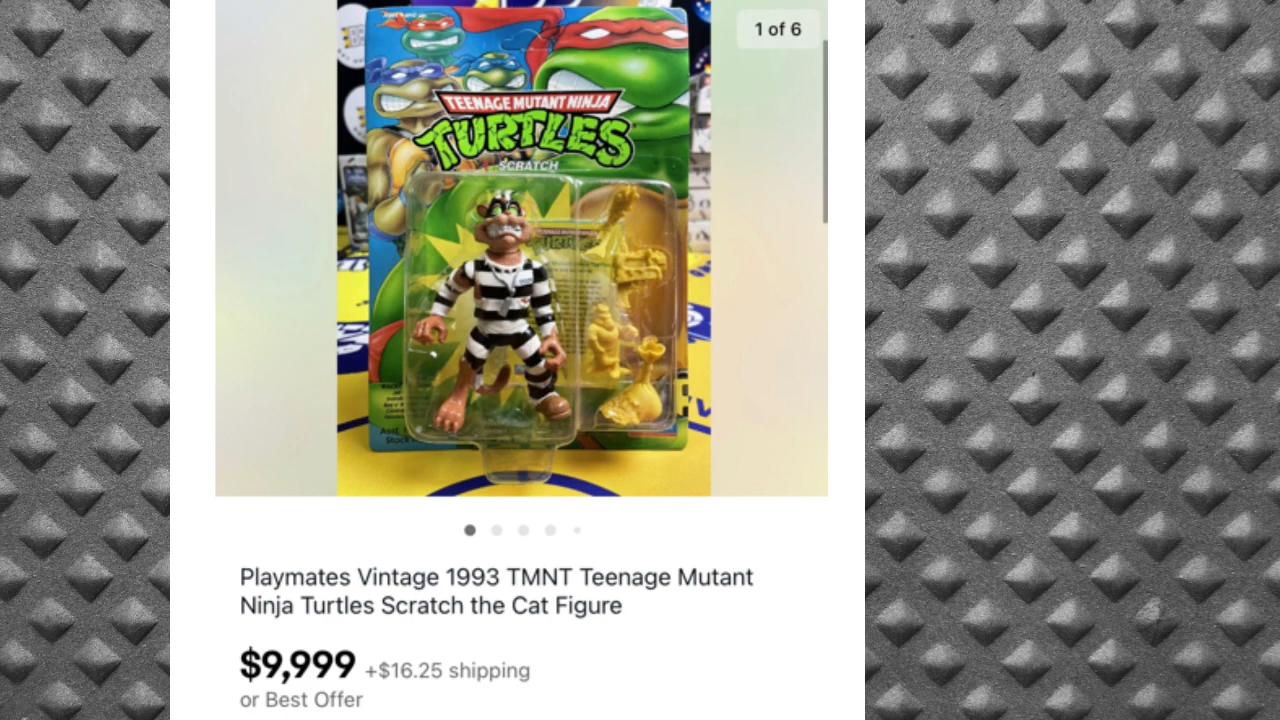 1 of 6
TEENAGE MUTANT NINJA
TURTLES
SCRATCH
Playmates Vintage 1993 TMNT Teenage Mutant
Ninja Turtles Scratch the Cat Figure
$9,999 +$16.25 shipping
or Best Offer